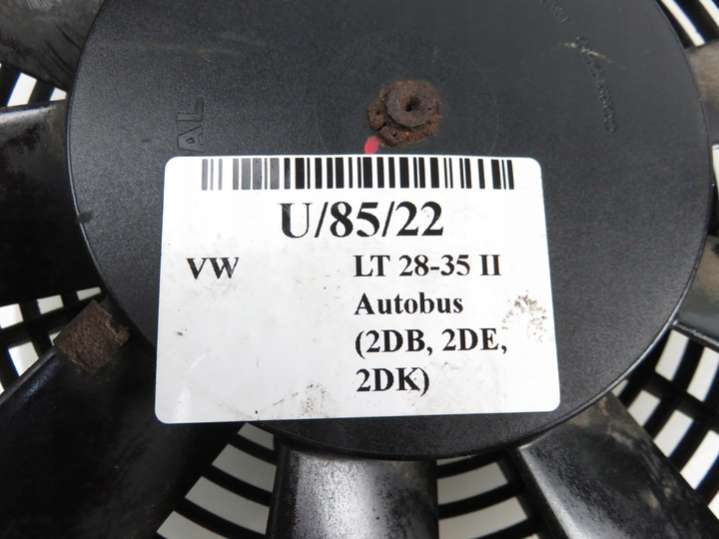 U/85/22
VW LT 28-35 II
Autobus
(2DB, 2DE,
2DK)